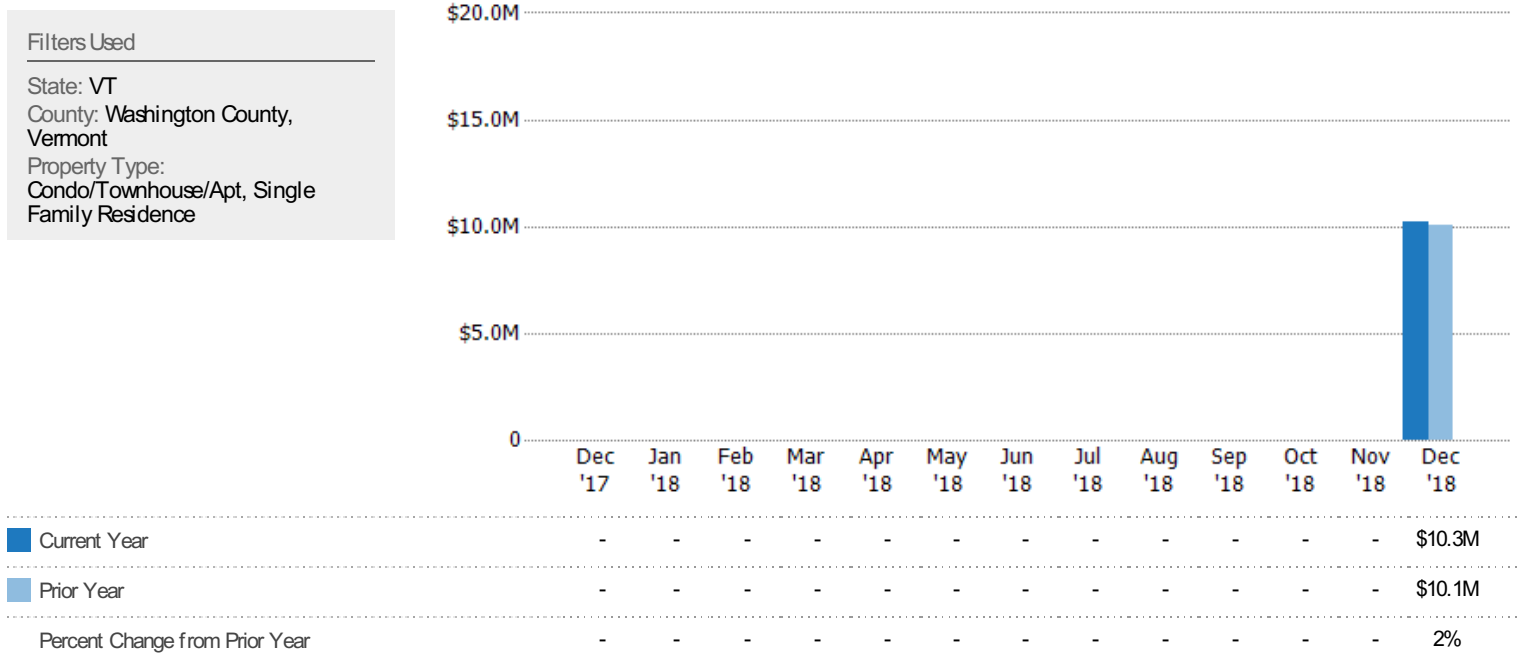 Filters Used
State: VT
County: Washington County,
Vermont
Property Type:
Condo/Townhouse/Apt, Single
Family Residence
$20.0M
$15.0M
$10.0M
$5.0M
0
Dec Jan Feb Mar Apr May Jun Jul Aug Sep Oct Nov Dec
'17 '18 '18 '18 '18 '18 '18 '18 '18 '18 '18 '18 '18
Current Year - - - - - - - - - - - - $10.3M
Prior Year - - - - - - - - - - - - $10.1M
Percent Change from Prior Year - - - - - - - - - - - - 2%